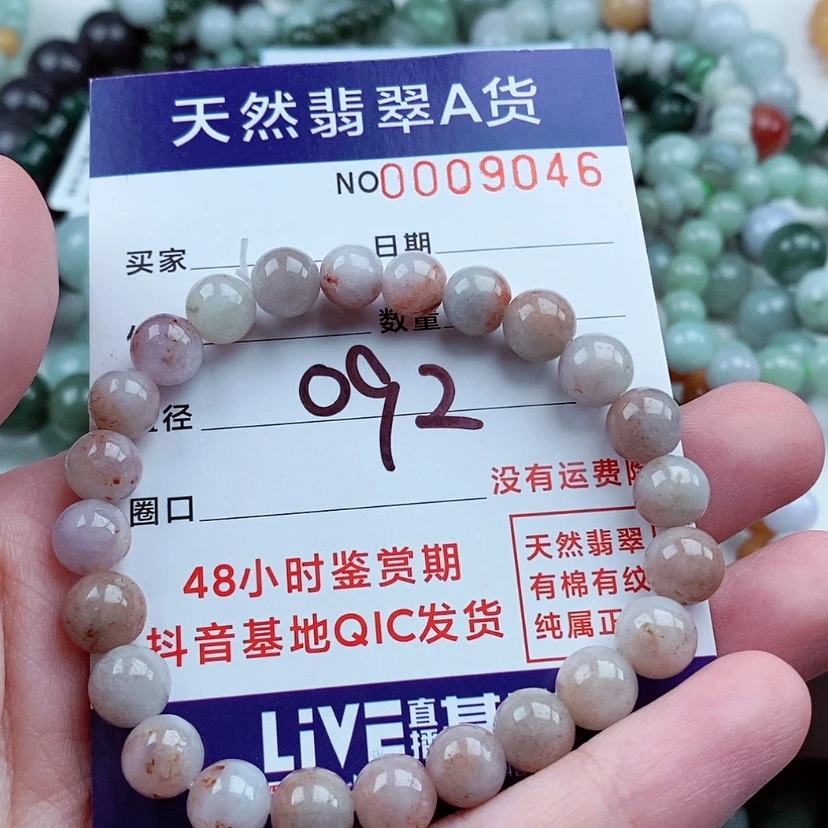 天然翡翠A货
NO0009046
买家 日期
数量
092
径
圈口
没有运费
48小时鉴赏期
抖音基地QIC发货
天然翡翠
有棉有纹
纯属正
LiVE直播基